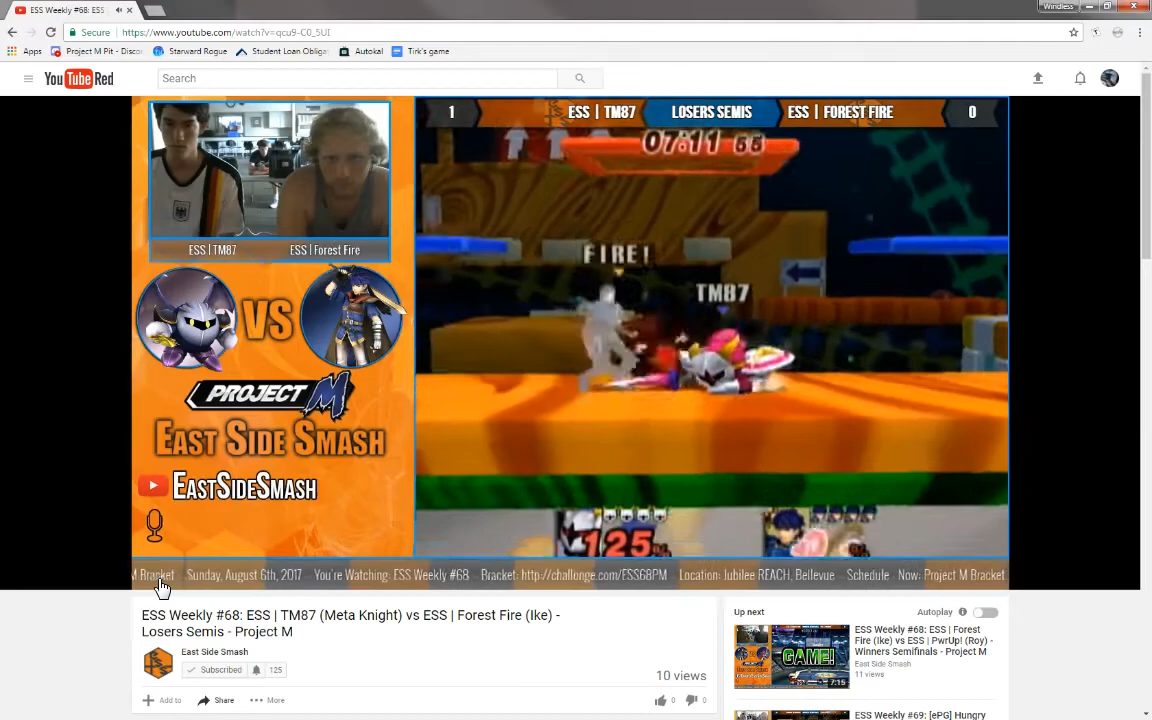 ESS Weekly #68: ESS
Windless
Secure
https://www.youtube.com/watch?v=qcu9-C0_5UI
Apps
Project M Pit - Discor
Starward Rogue
Student Loan Obligat
Autokal
Tirk's game
YouTube Red
Search
1
ESS | TM87
LOSERS SEMIS
ESS | FOREST FIRE
0
07:11 55
ESS | TM87
ESS | Forest Fire
FIRE!
TM87
VS
PROJECT M
EAST SIDE SMASH
EASTSIDESMASH
125%
M Bracket Sunday, August 6th, 2017 You're Watching: ESS Weekly #68 Bracket: http://challonge.com/ESS68PM Location: Jubilee REACH, Bellevue Schedule Now: Project M Bracket
ESS Weekly #68: ESS | TM87 (Meta Knight) vs ESS | Forest Fire (Ike) -
Losers Semis - Project M
East Side Smash
Subscribed
125
10 views
Add to
Share
More
0
0
Up next
Autoplay
ESS Weekly #68: ESS | Forest
Fire (Ike) vs ESS | PwrUp! (Roy) -
Winners Semifinals - Project M
East Side Smash
11 views
GAME!
7:15
ESS Weekly #69: [ePG] Hungry